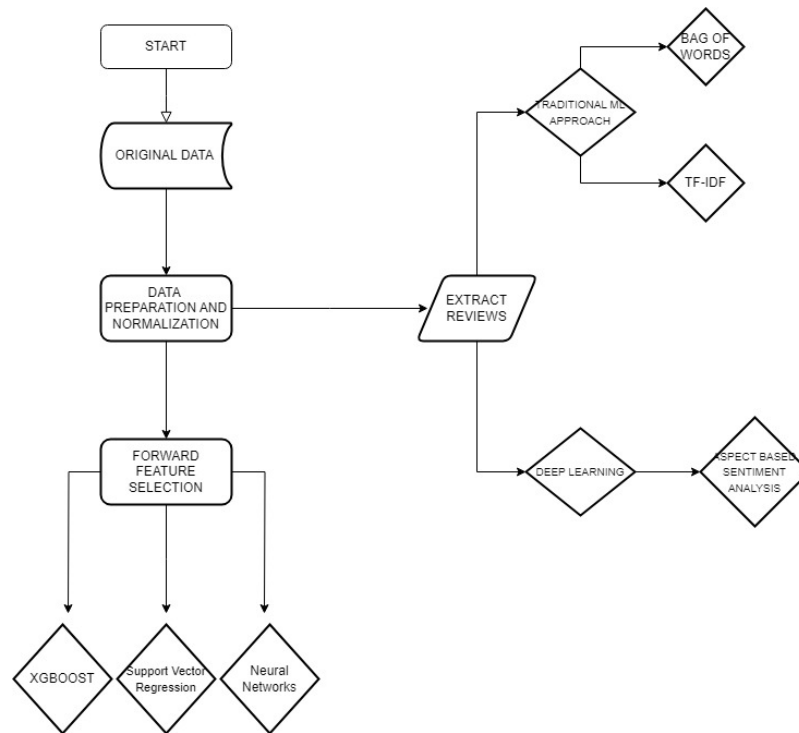 START
ORIGINAL DATA
DATA
PREPARATION AND
NORMALIZATION
FORWARD
FEATURE
SELECTION
XGBOOST
Support Vector
Regression
Neural
Networks
EXTRACT
REVIEWS
TRADITIONAL ML
APPROACH
BAG OF
WORDS
TF-IDF
DEEP LEARNING
ASPECT BASED
SENTIMENT
ANALYSIS